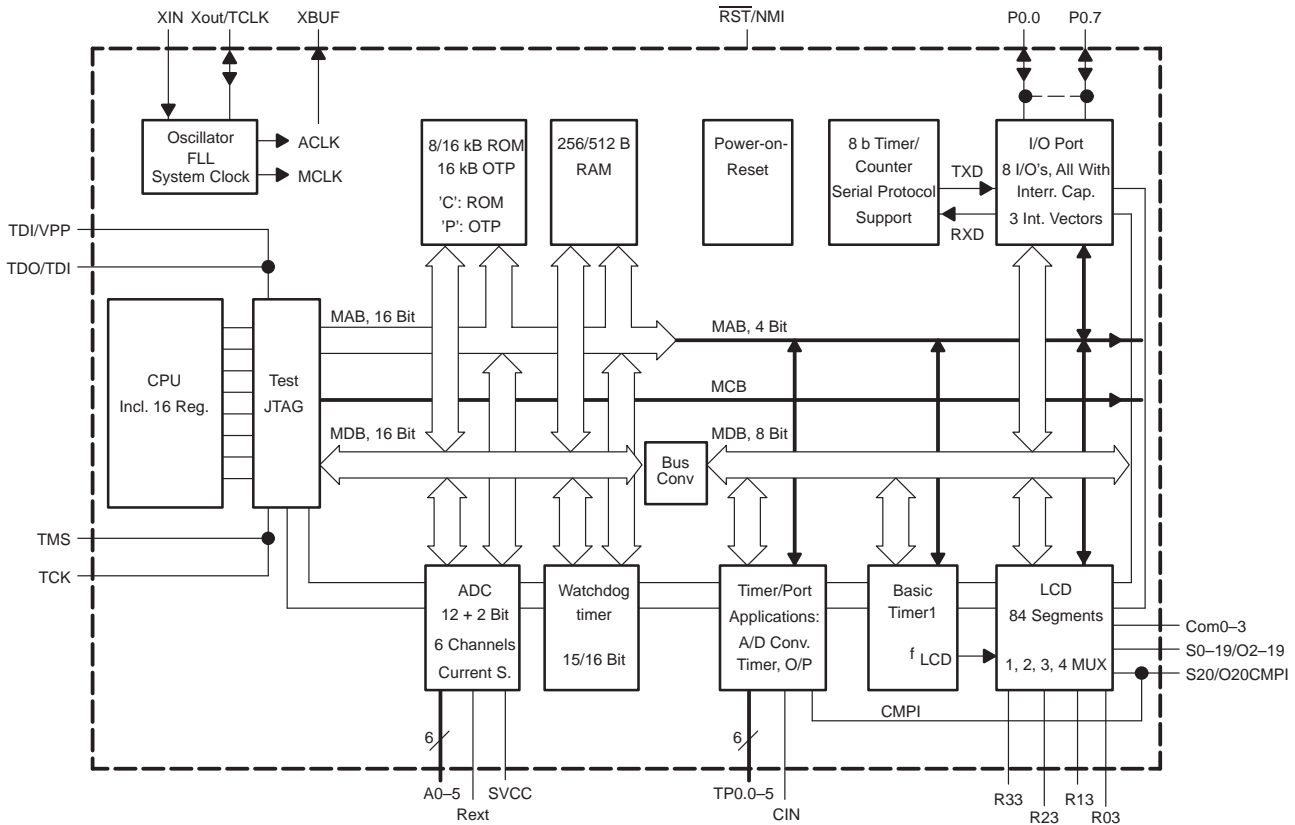 XIN
Xout/TCLK
XBUF
RST/NMI
P0.0
P0.7
Oscillator
FLL
System Clock
ACLK
MCLK
8/16 kB ROM
16 kB OTP
'C': ROM
'P': OTP
256/512 B
RAM
Power-on-
Reset
8 b Timer/
Counter
Serial Protocol
Support
TXD
RXD
I/O Port
8 I/O's, All With
Interr. Cap.
3 Int. Vectors
TDI/VPP
TDO/TDI
CPU
Incl. 16 Reg.
Test
JTAG
MAB, 16 Bit
MAB, 4 Bit
MCB
MDB, 16 Bit
MDB, 8 Bit
Bus
Conv
TMS
TCK
ADC
12 + 2 Bit
6 Channels
Current S.
Watchdog
timer
15/16 Bit
Timer/Port
Applications:
A/D Conv.
Timer, O/P
Basic
Timer1
f LCD
LCD
84 Segments
1, 2, 3, 4 MUX
Com0–3
S0–19/O2–19
S20/O20CMPI
CMPI
6
6
A0–5
Rext
SVCC
TP0.0–5
CIN
R33
R23
R13
R03